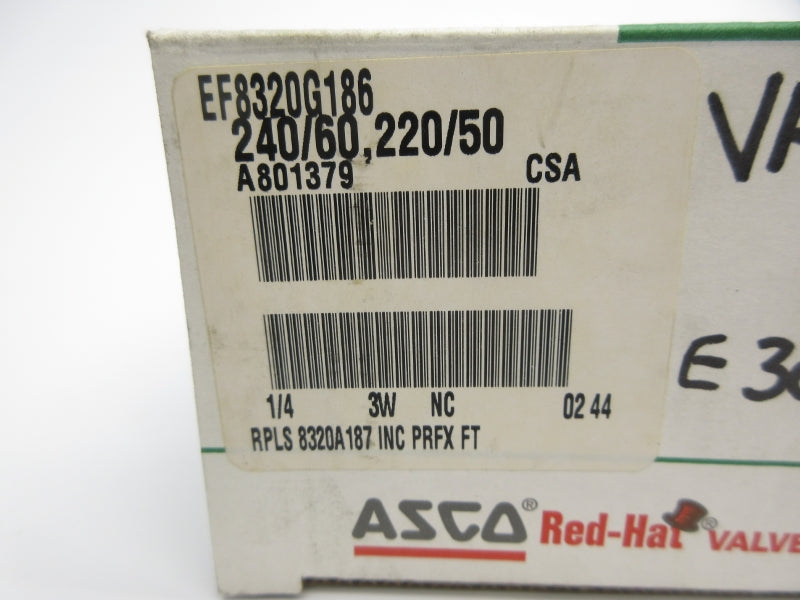 EF8320G186
240/60,220/50
A801379 CSA
1/4 3W NC 02 44
RPLS 8320A187 INC PRFX FT
E
ASCO® Red-Hat® VALVE